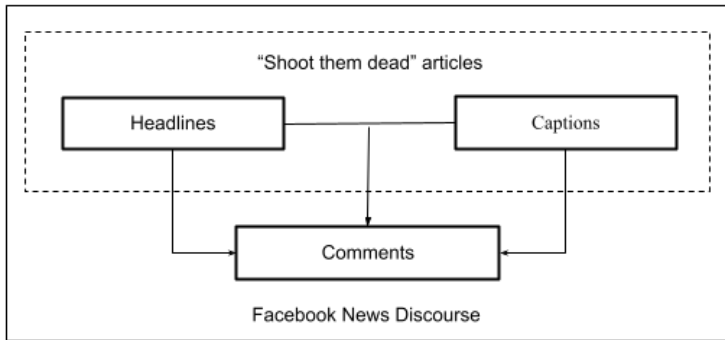 “Shoot them dead” articles
Headlines
Captions
Comments
Facebook News Discourse